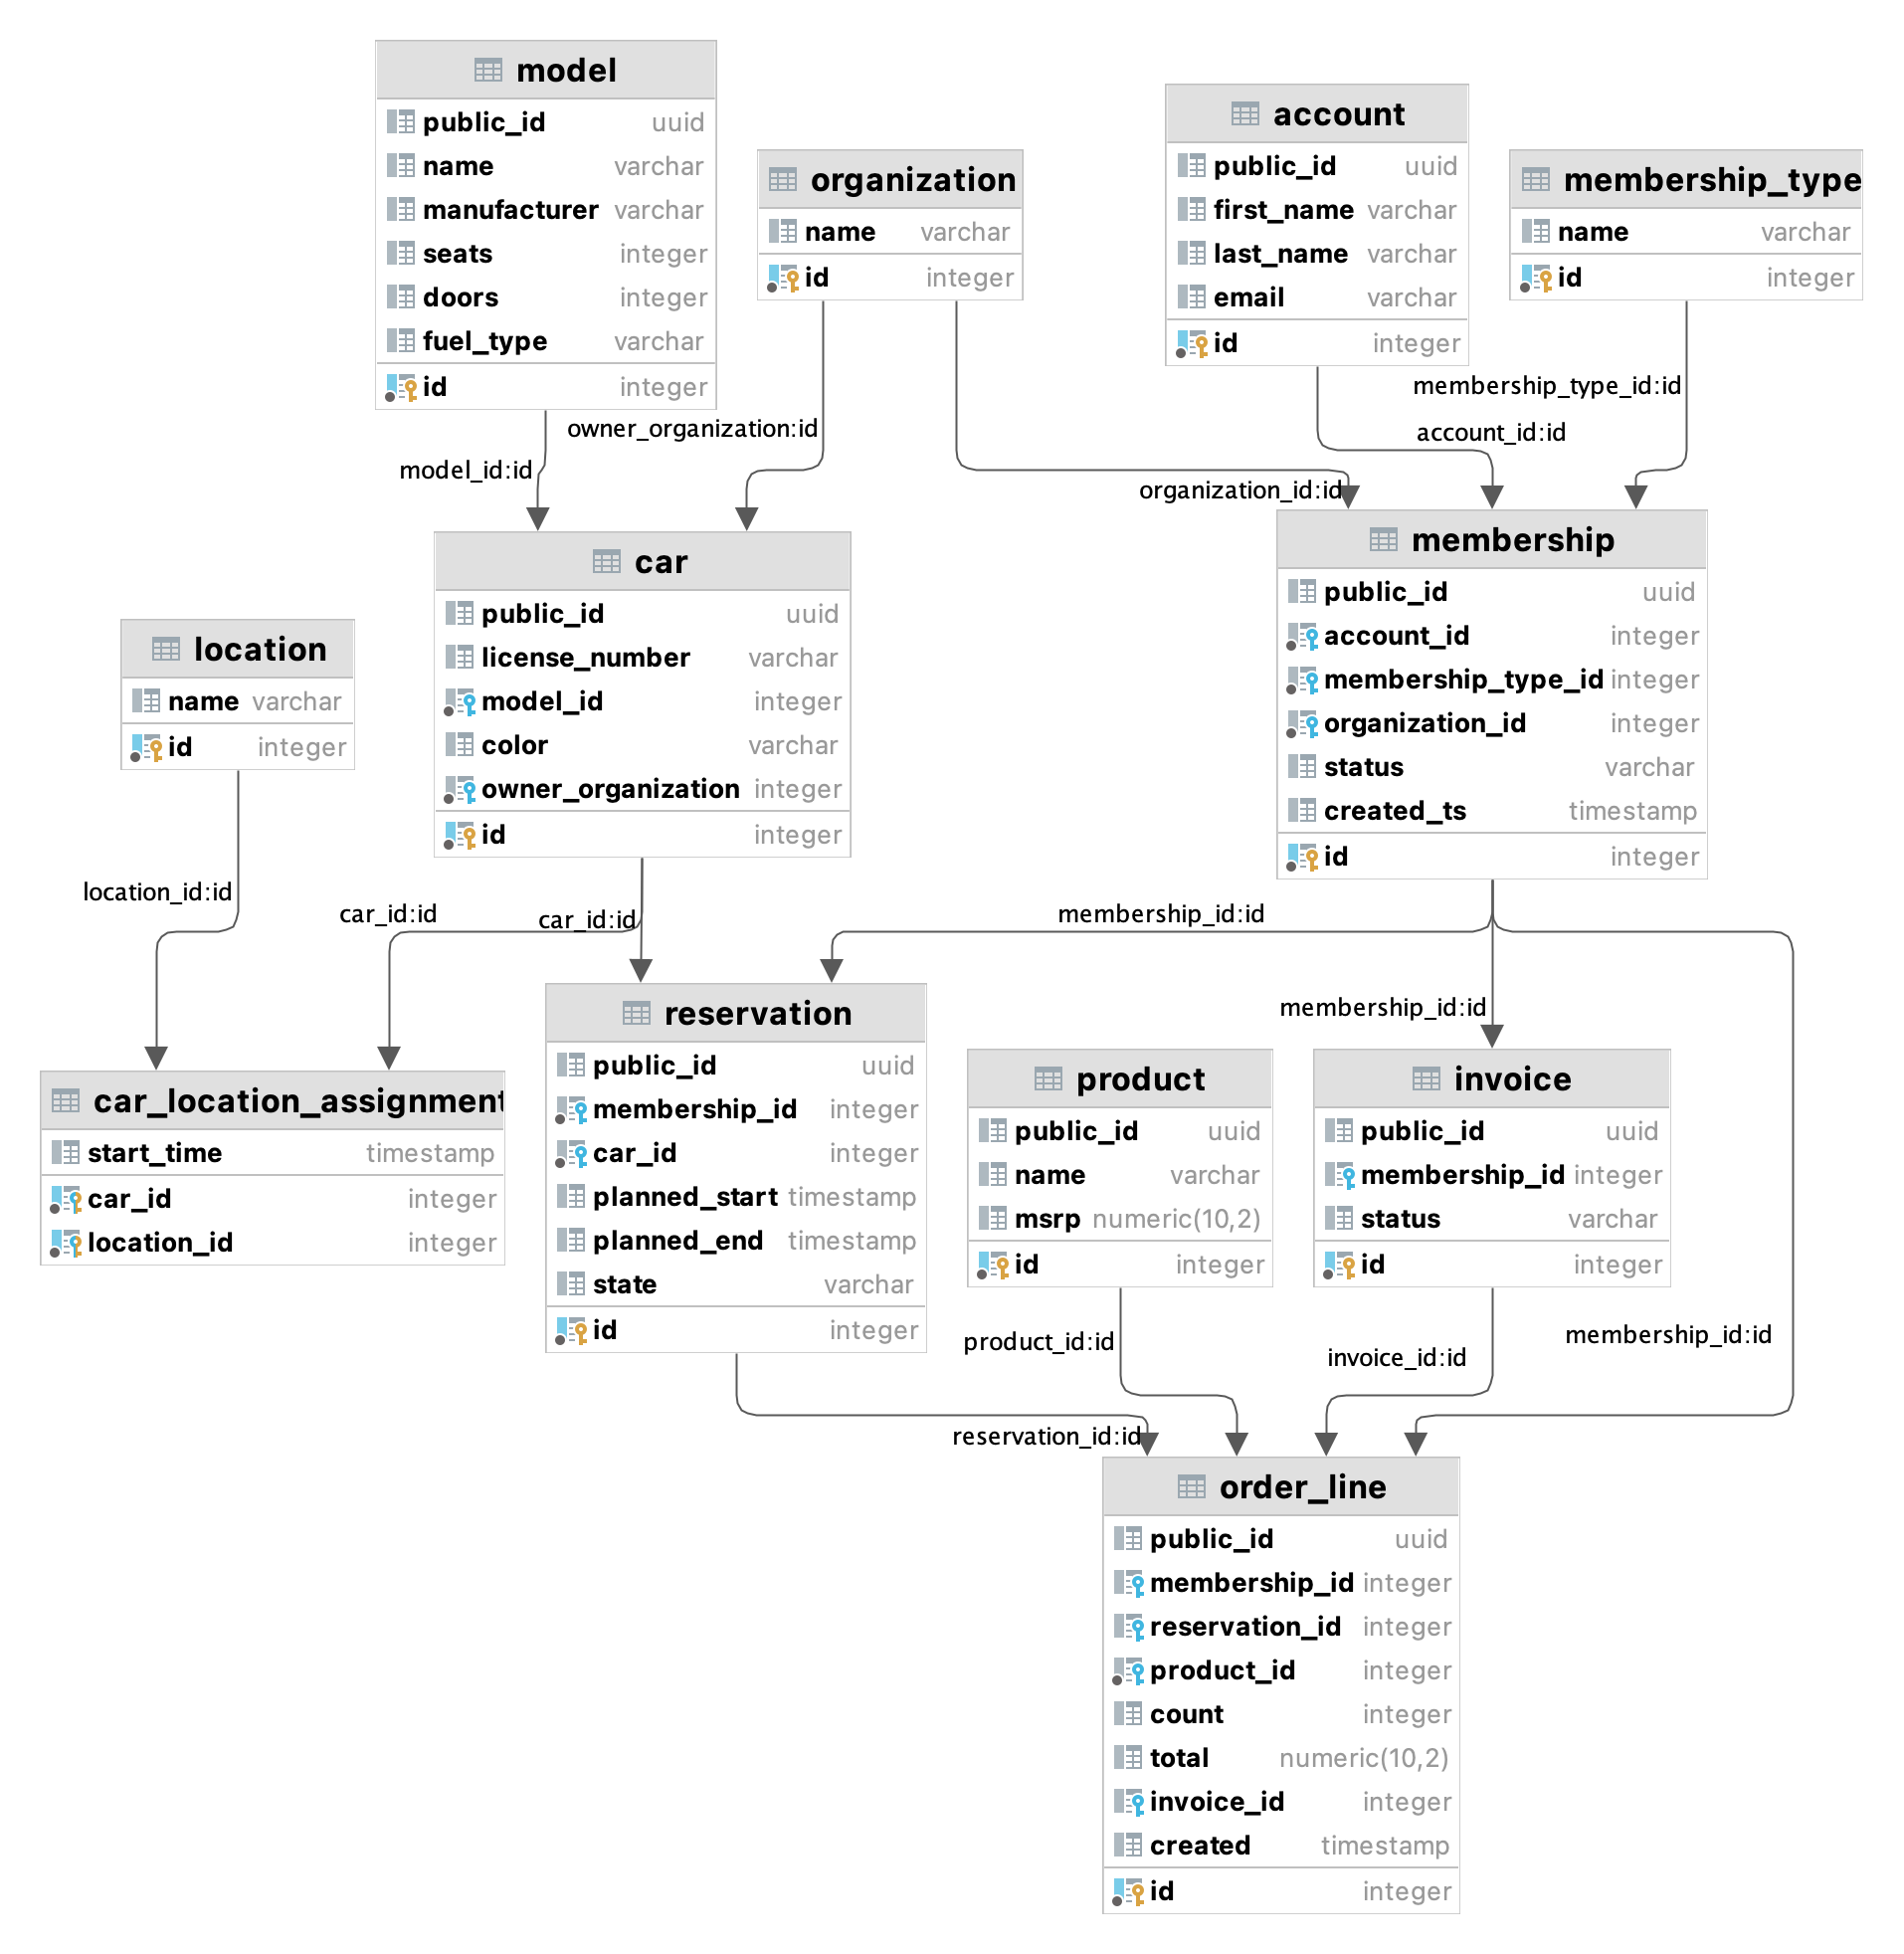 model
public_id uuid
name varchar
manufacturer varchar
seats integer
doors integer
fuel_type varchar
id integer
organization
name varchar
id integer
account
public_id uuid
first_name varchar
last_name varchar
email varchar
id integer
membership_type
name varchar
id integer
model_id:id
owner_organization:id
organization_id:id
account_id:id
membership_type_id:id
car
public_id uuid
license_number varchar
model_id integer
color varchar
owner_organization integer
id integer
membership
public_id uuid
account_id integer
membership_type_id integer
organization_id integer
status varchar
created_ts timestamp
id integer
location
name varchar
id integer
location_id:id
car_id:id
car_id:id
membership_id:id
membership_id:id
car_location_assignment
start_time timestamp
car_id integer
location_id integer
reservation
public_id uuid
membership_id integer
car_id integer
planned_start timestamp
planned_end timestamp
state varchar
id integer
product
public_id uuid
name varchar
msrp numeric(10,2)
id integer
invoice
public_id uuid
membership_id integer
status varchar
id integer
product_id:id
invoice_id:id
membership_id:id
reservation_id:id
order_line
public_id uuid
membership_id integer
reservation_id integer
product_id integer
count integer
total numeric(10,2)
invoice_id integer
created timestamp
id integer